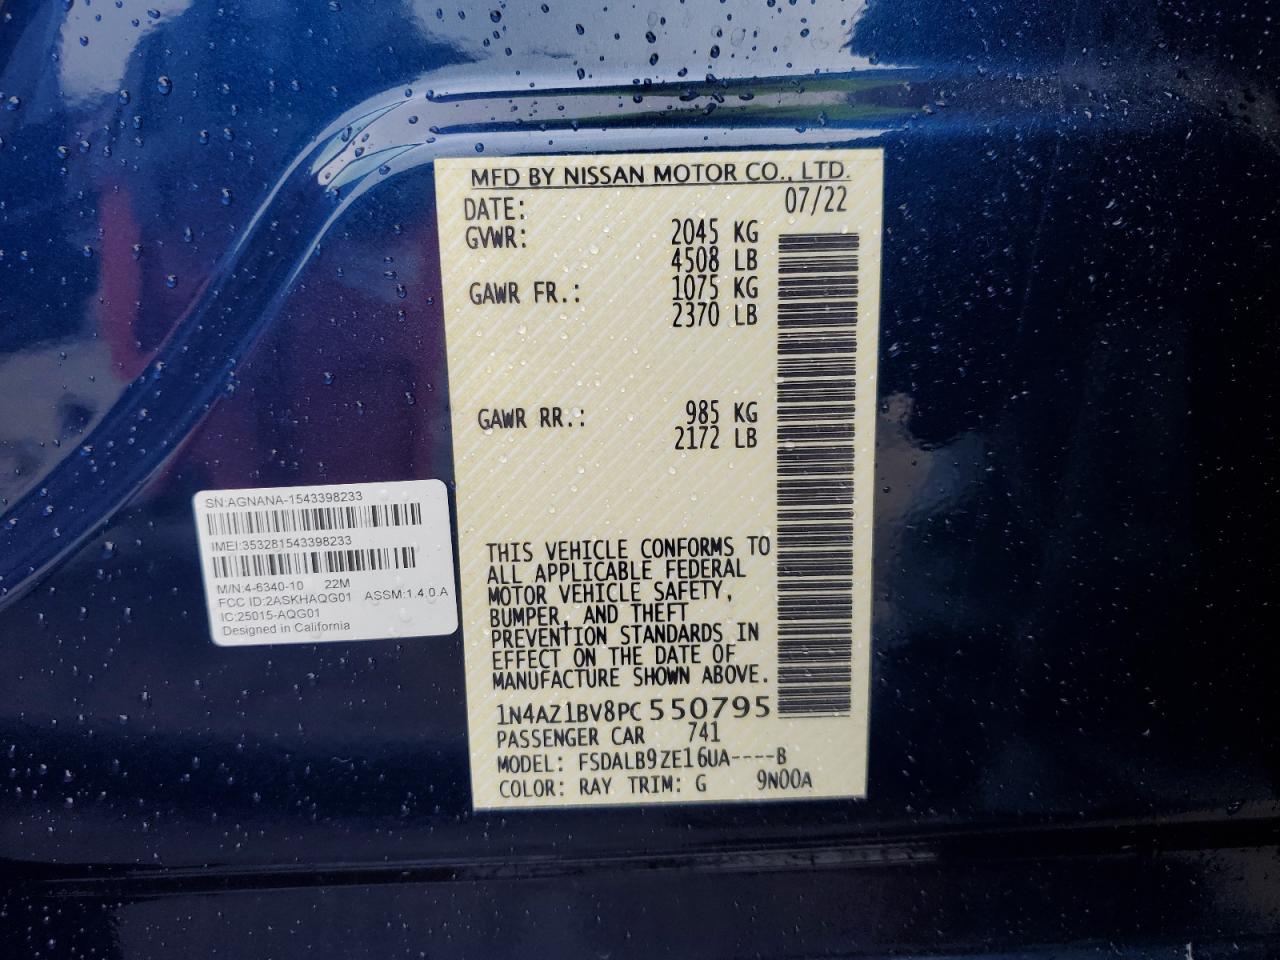 MFD BY NISSAN MOTOR CO., LTD.
DATE: 07/22
GVWR: 2045 KG
4508 LB
GAWR FR.: 1075 KG
2370 LB
GAWR RR.: 985 KG
2172 LB
THIS VEHICLE CONFORMS TO
ALL APPLICABLE FEDERAL
MOTOR VEHICLE SAFETY,
BUMPER, AND THEFT
PREVENTION STANDARDS IN
EFFECT ON THE DATE OF
MANUFACTURE SHOWN ABOVE.
1N4AZ1BV8PC550795
PASSENGER CAR 741
MODEL: FSDALB9ZE16UA----B
COLOR: RAY TRIM: G 9N00A
SN:AGNANA-1543398233
IMEI:353281543398233
M/N:4-6340-10 22M
FCC ID:2ASKHAQG01 ASSM:1.4.0.A
IC:25015-AQG01
Designed in California